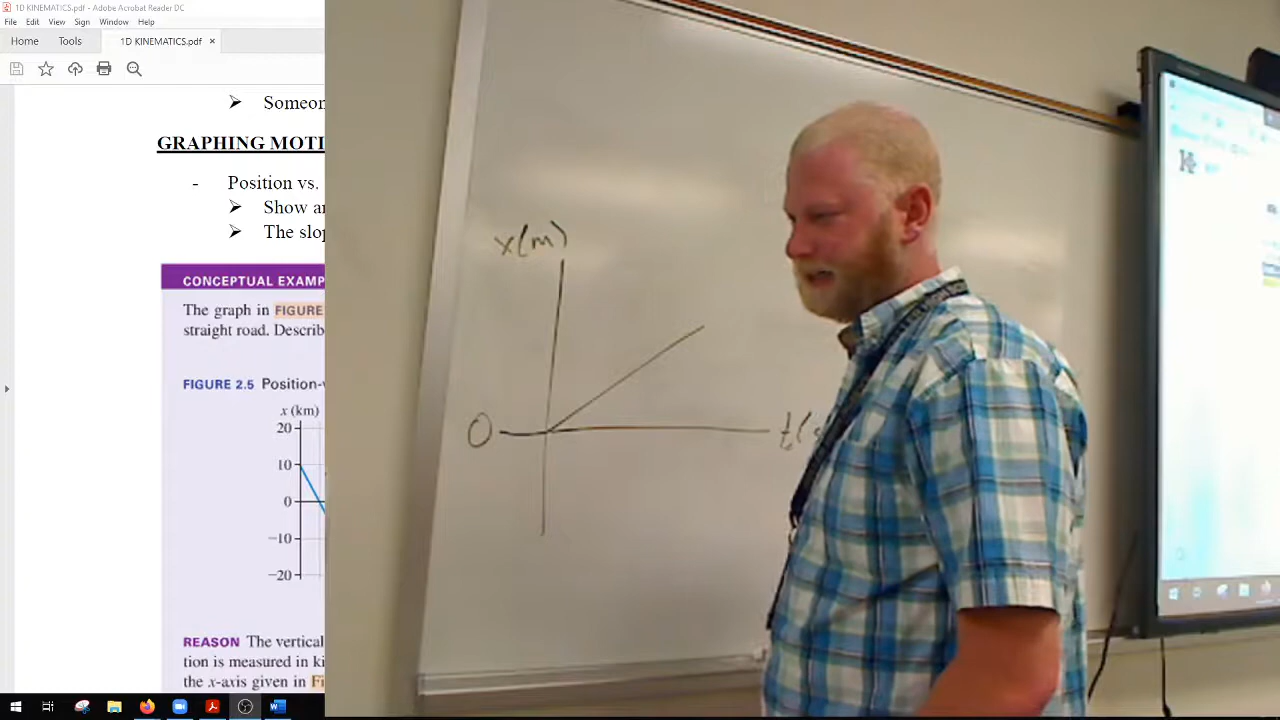 1D KINEMATICS.pdf - Adobe Acrobat Reader DC
File Edit View Sign Window Help
Home Tools 1D KINEMATICS.pdf ×
➤ Someon
GRAPHING MOTI
- Position vs.
➤ Show an
➤ The slop
CONCEPTUAL EXAMP
The graph in FIGURE
straight road. Describ
FIGURE 2.5 Position-v
x (km)
20
10
0
−10
−20
REASON The vertical
tion is measured in ki
the x-axis given in Fi
x(m)
0
t(